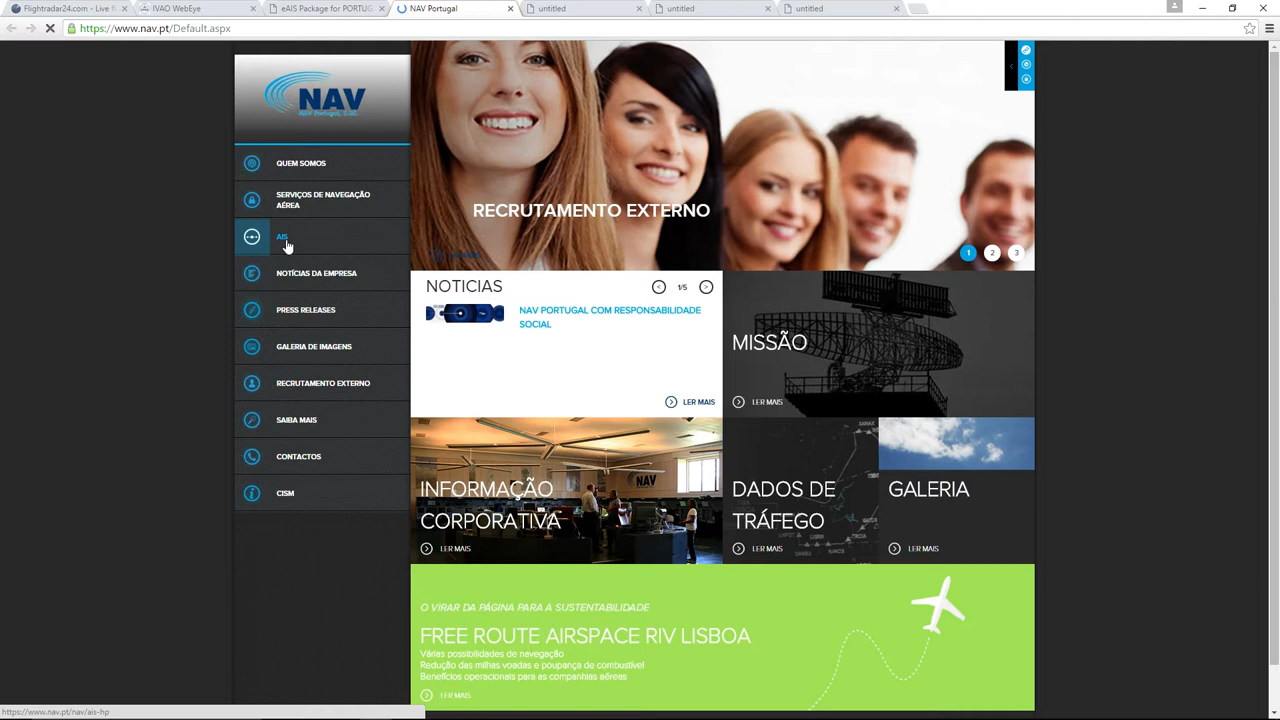 Flightradar24.com - Live F
IVAO WebEye
eAIS Package for PORTUG
NAV Portugal
untitled
untitled
untitled
https://www.nav.pt/Default.aspx
NAV
NAV Portugal, E.P.E.
QUEM SOMOS
SERVIÇOS DE NAVEGAÇÃO
AÉREA
AIS
NOTÍCIAS DA EMPRESA
PRESS RELEASES
GALERIA DE IMAGENS
RECRUTAMENTO EXTERNO
SAIBA MAIS
CONTACTOS
CISM
RECRUTAMENTO EXTERNO
1 2 3
NOTICIAS
< 1/5 >
NAV PORTUGAL COM RESPONSABILIDADE
SOCIAL
LER MAIS
MISSÃO
LER MAIS
NAV
INFORMAÇÃO
CORPORATIVA
LER MAIS
DADOS DE
TRÁFEGO
LER MAIS
GALERIA
LER MAIS
O VIRAR DA PÁGINA PARA A SUSTENTABILIDADE
FREE ROUTE AIRSPACE RIV LISBOA
Várias possibilidades de navegação
Redução das milhas voadas e poupança de combustível
Benefícios operacionais para as companhias aéreas
LER MAIS
https://www.nav.pt/nav/ais-hp